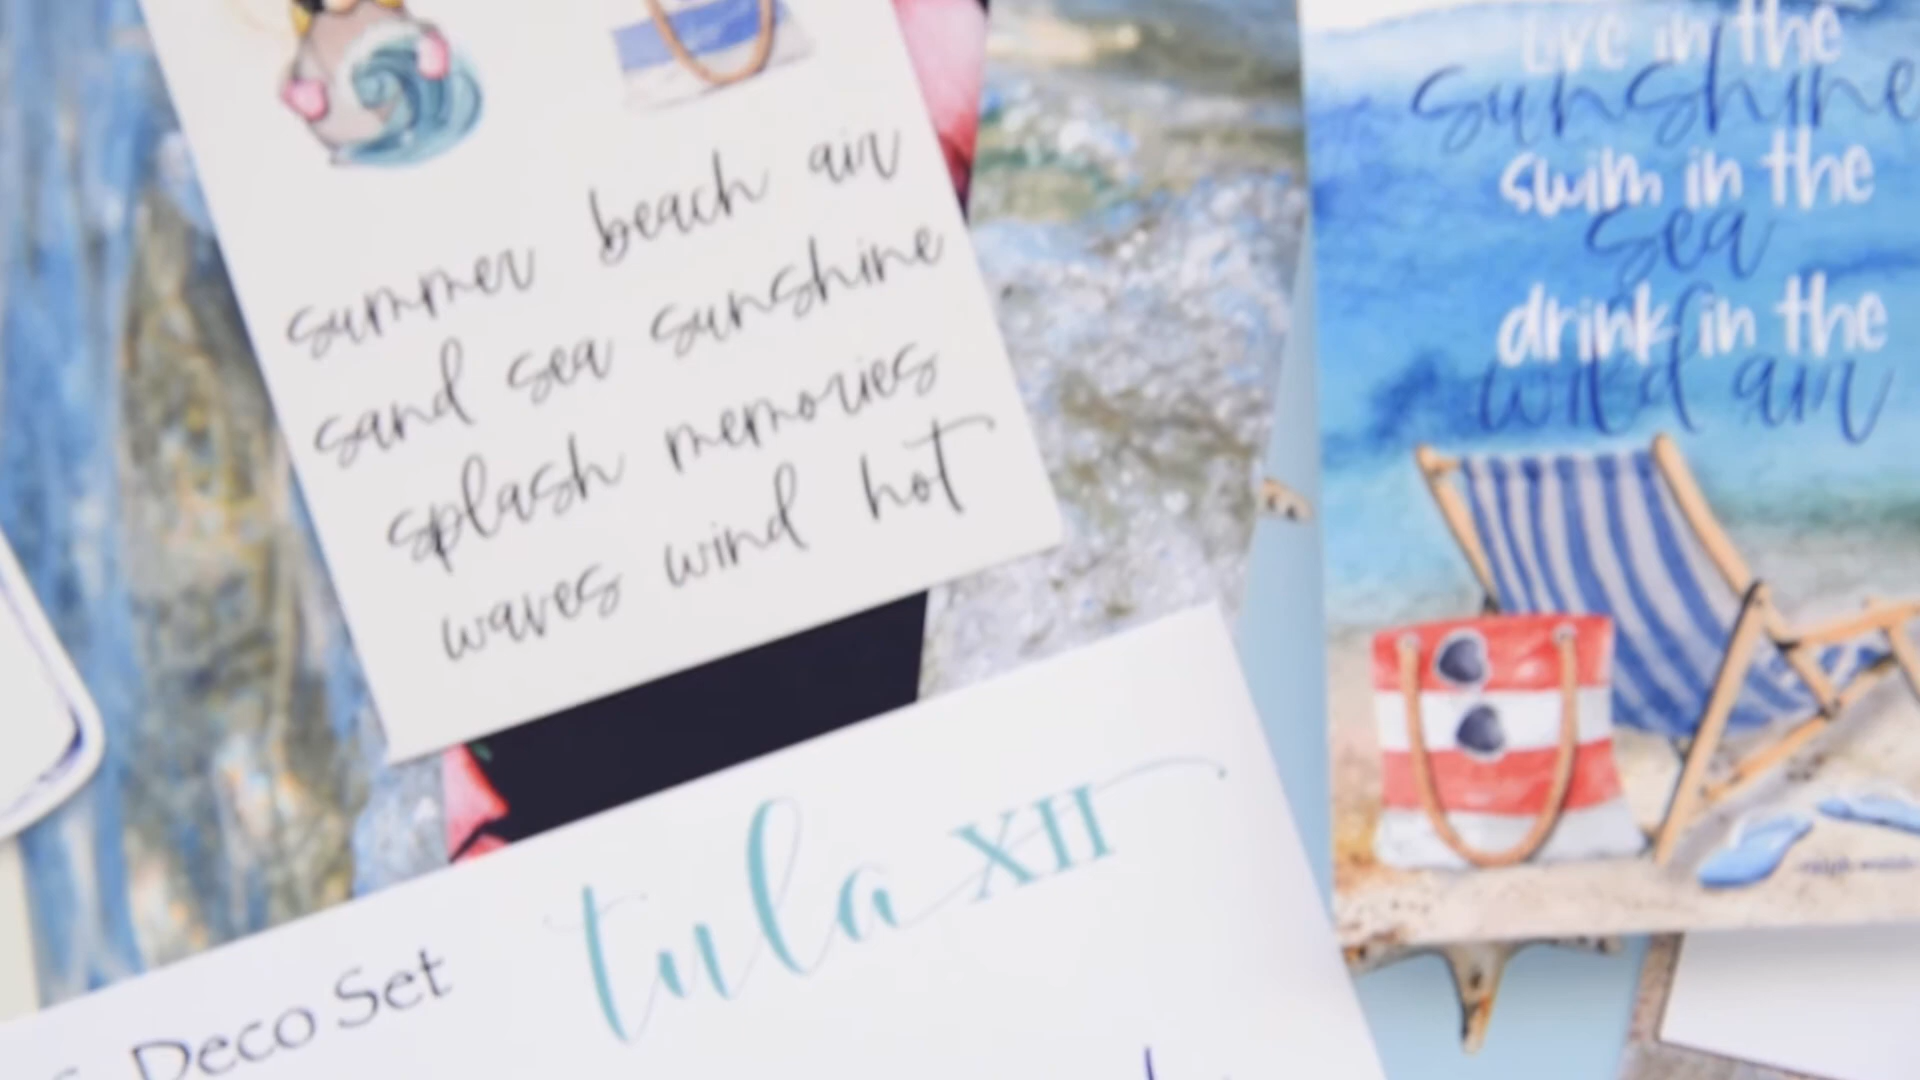 summer beach air
sand sea sunshine
splash memories
waves wind hot
live in the
sunshine
swim in the
sea
drink in the
wild air
tula XII
Deco Set